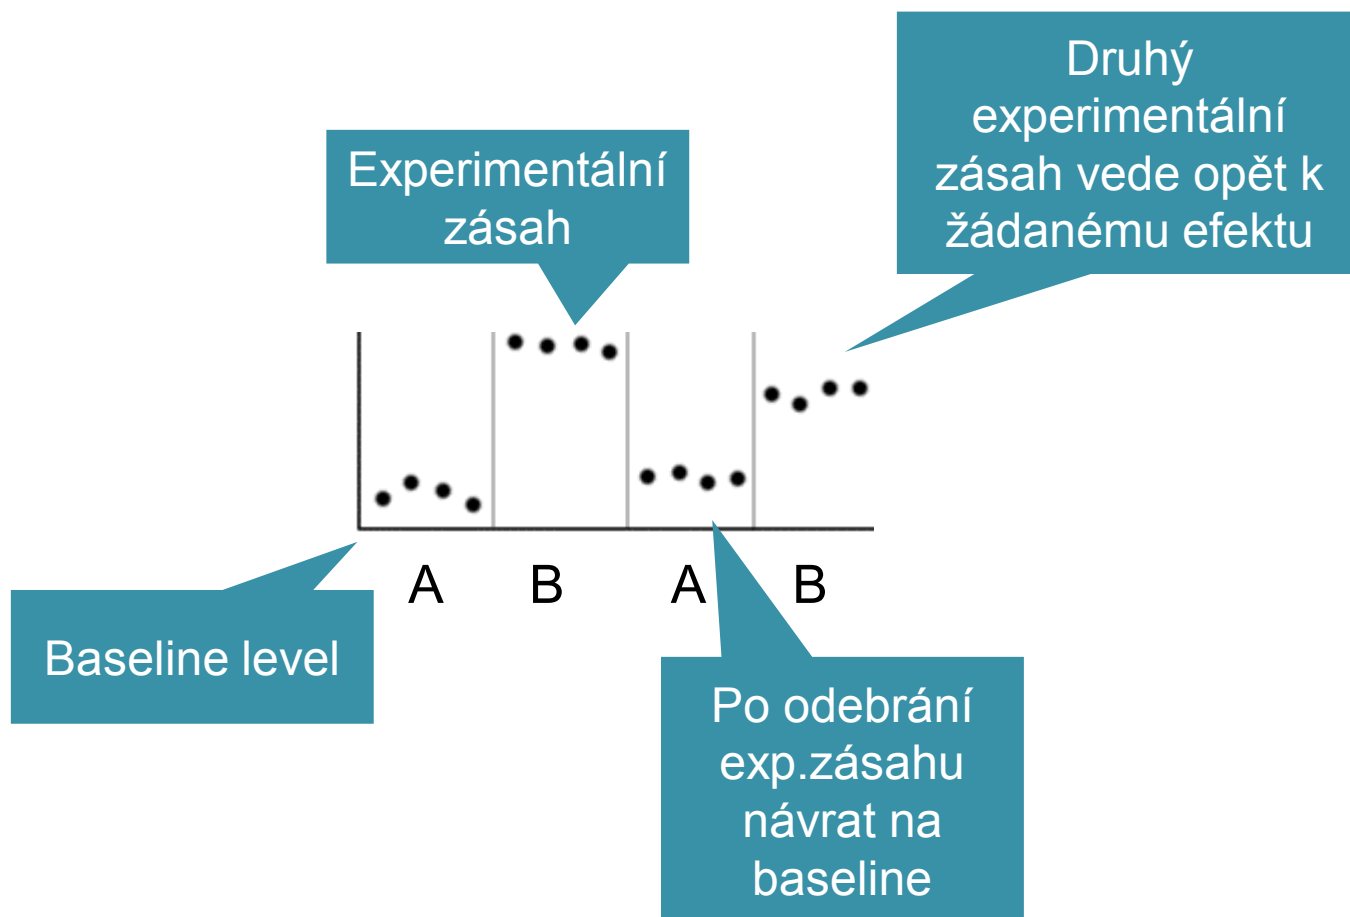 Druhý
experimentální
zásah vede opět k
žádanému efektu
Experimentální
zásah
A B A B
Baseline level
Po odebrání
exp.zásahu
návrat na
baseline